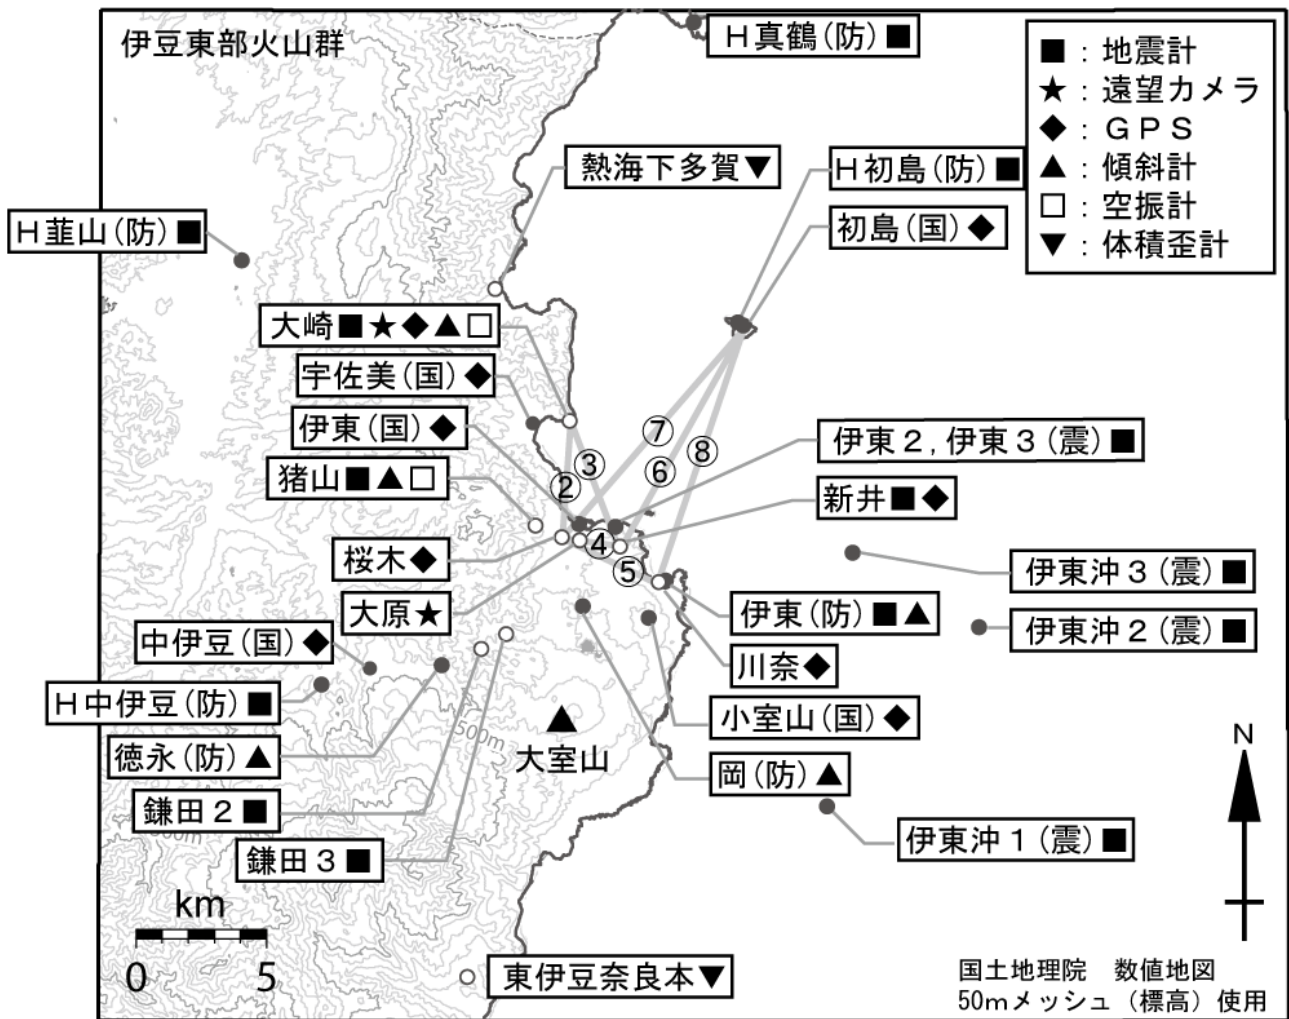 伊豆東部火山群
H真鶴(防)■
■：地震計
★：遠望カメラ
◆：GPS
▲：傾斜計
□：空振計
▼：体積歪計
熱海下多賀▼
H初島(防)■
初島(国)◆
H韮山(防)■
大崎■★◆▲□
宇佐美(国)◆
伊東(国)◆
猪山■▲□
桜木◆
大原★
中伊豆(国)◆
H中伊豆(防)■
徳永(防)▲
鎌田2■
鎌田3■
⑦
⑧
③
⑥
②
④
⑤
伊東2,伊東3(震)■
新井■◆
伊東沖3(震)■
伊東沖2(震)■
伊東(防)■▲
川奈◆
小室山(国)◆
岡(防)▲
伊東沖1(震)■
500m
500m
大室山
N
km
0 5
東伊豆奈良本▼
国土地理院 数値地図
50mメッシュ(標高)使用